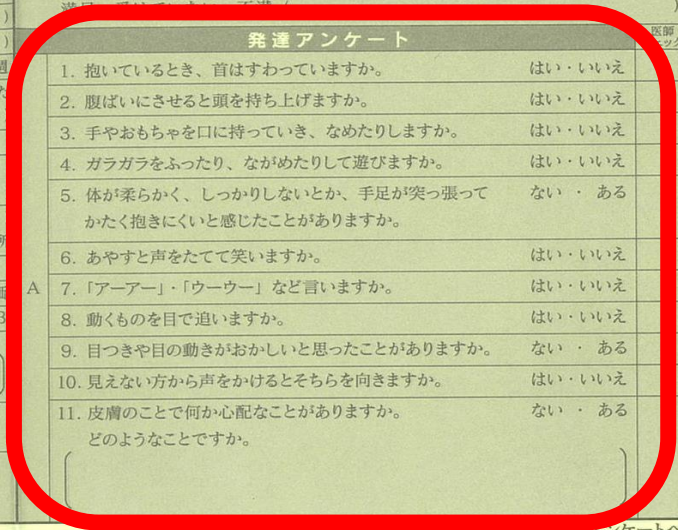 発達アンケート
医師
A
1. 抱いているとき、首はすわっていますか。 はい・いいえ
2. 腹ばいにさせると頭を持ち上げますか。 はい・いいえ
3. 手やおもちゃを口に持っていき、なめたりしますか。 はい・いいえ
4. ガラガラをふったり、ながめたりして遊びますか。 はい・いいえ
5. 体が柔らかく、しっかりしないとか、手足が突っ張って ない ・ ある
かたく抱きにくいと感じたことがありますか。
6. あやすと声をたてて笑いますか。 はい・いいえ
7. 「アーアー」・「ウーウー」など言いますか。 はい・いいえ
8. 動くものを目で追いますか。 はい・いいえ
9. 目つきや目の動きがおかしいと思ったことがありますか。 ない ・ ある
10. 見えない方から声をかけるとそちらを向きますか。 はい・いいえ
11. 皮膚のことで何か心配なことがありますか。 ない ・ ある
どのようなことですか。